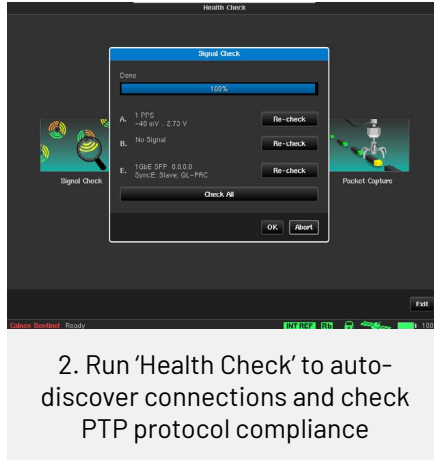 Health Check
Signal Check
Done
100%
A. 1 PPS Re-check
-40 mV , 2.73 V
B. No Signal Re-check
E. 1GbE SFP 0.0.0.0 Re-check
SyncE: Slave; QL-PRC
Check All
Signal Check
Packet Capture
OK Abort
Exit
Calnex Sentinel Ready INT REF Rb 100
2. Run ‘Health Check’ to auto-
discover connections and check
PTP protocol compliance